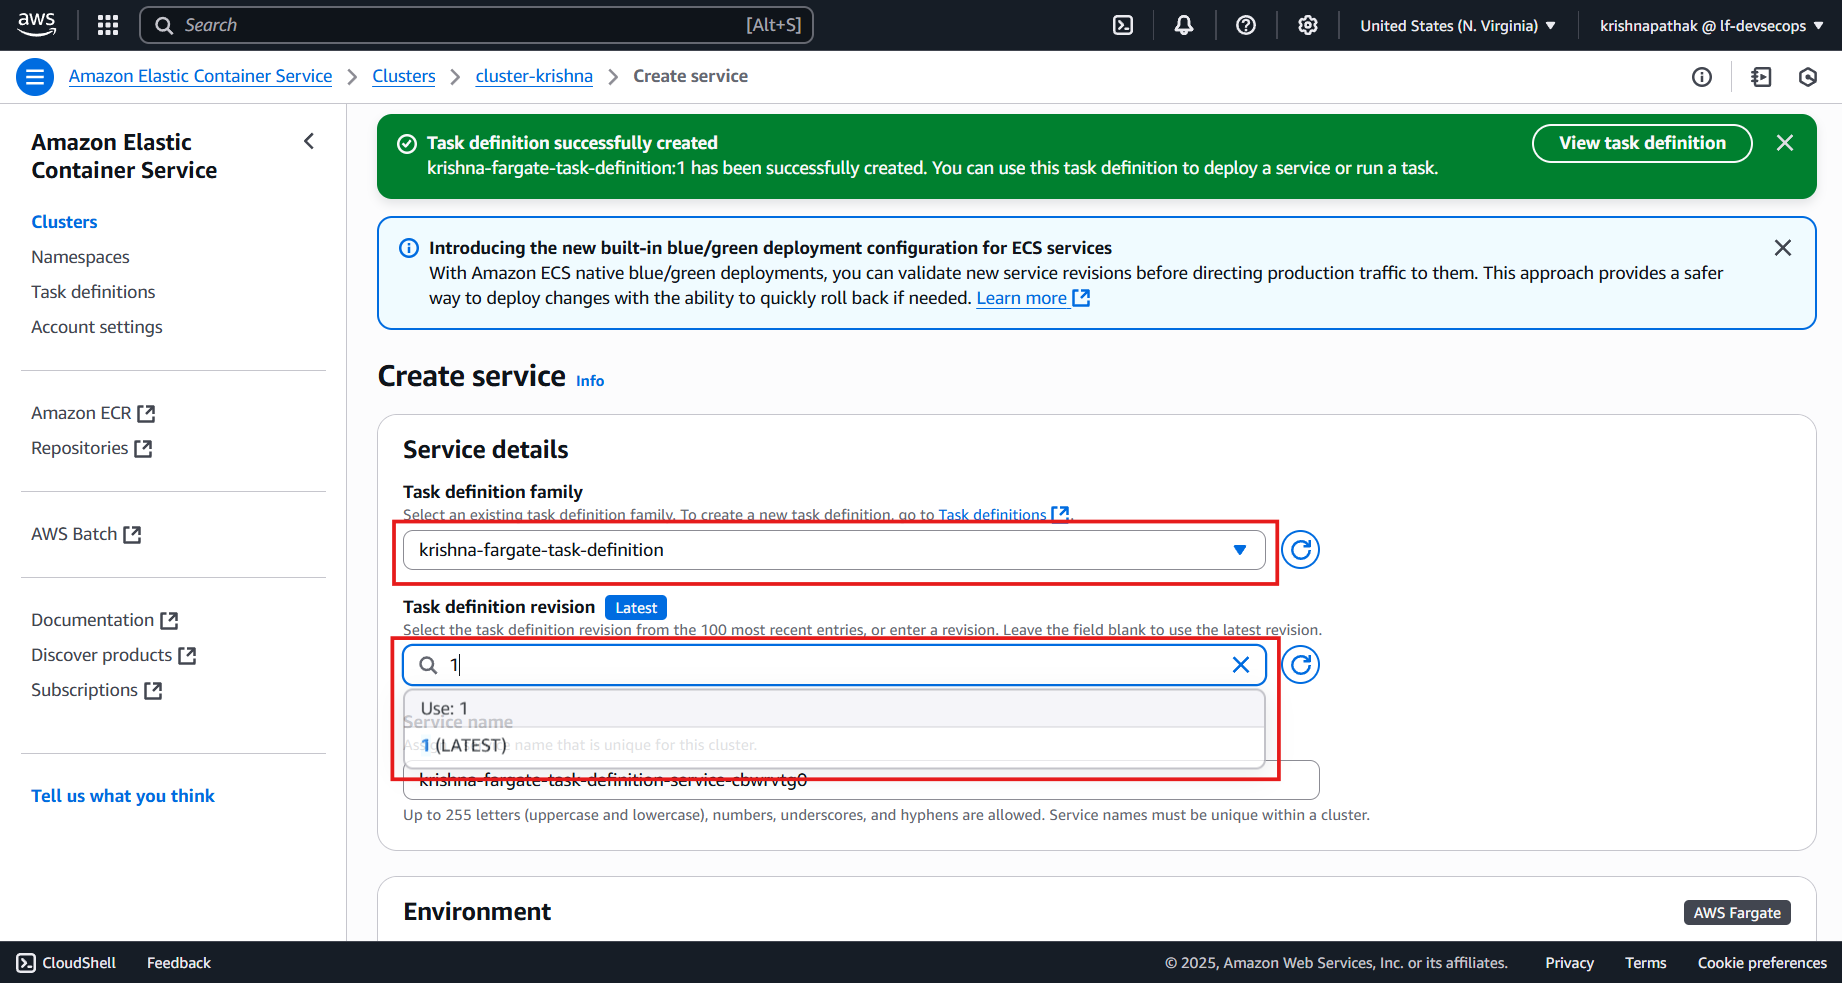 aws
Search
[Alt+S]
United States (N. Virginia)
krishnapathak @ lf-devsecops
Amazon Elastic Container Service
Clusters
cluster-krishna
Create service
Amazon Elastic
Container Service
Clusters
Namespaces
Task definitions
Account settings
Amazon ECR
Repositories
AWS Batch
Documentation
Discover products
Subscriptions
Tell us what you think
Task definition successfully created
krishna-fargate-task-definition:1 has been successfully created. You can use this task definition to deploy a service or run a task.
View task definition
Introducing the new built-in blue/green deployment configuration for ECS services
With Amazon ECS native blue/green deployments, you can validate new service revisions before directing production traffic to them. This approach provides a safer
way to deploy changes with the ability to quickly roll back if needed. Learn more
Create service Info
Service details
Task definition family
Select an existing task definition family. To create a new task definition, go to Task definitions.
krishna-fargate-task-definition
Task definition revision Latest
Select the task definition revision from the 100 most recent entries, or enter a revision. Leave the field blank to use the latest revision.
1
Use: 1
Service name
1 (LATEST)
name that is unique for this cluster.
krishna-fargate-task-definition-service-cbwrvtg0
Up to 255 letters (uppercase and lowercase), numbers, underscores, and hyphens are allowed. Service names must be unique within a cluster.
Environment
AWS Fargate
CloudShell
Feedback
© 2025, Amazon Web Services, Inc. or its affiliates.
Privacy
Terms
Cookie preferences